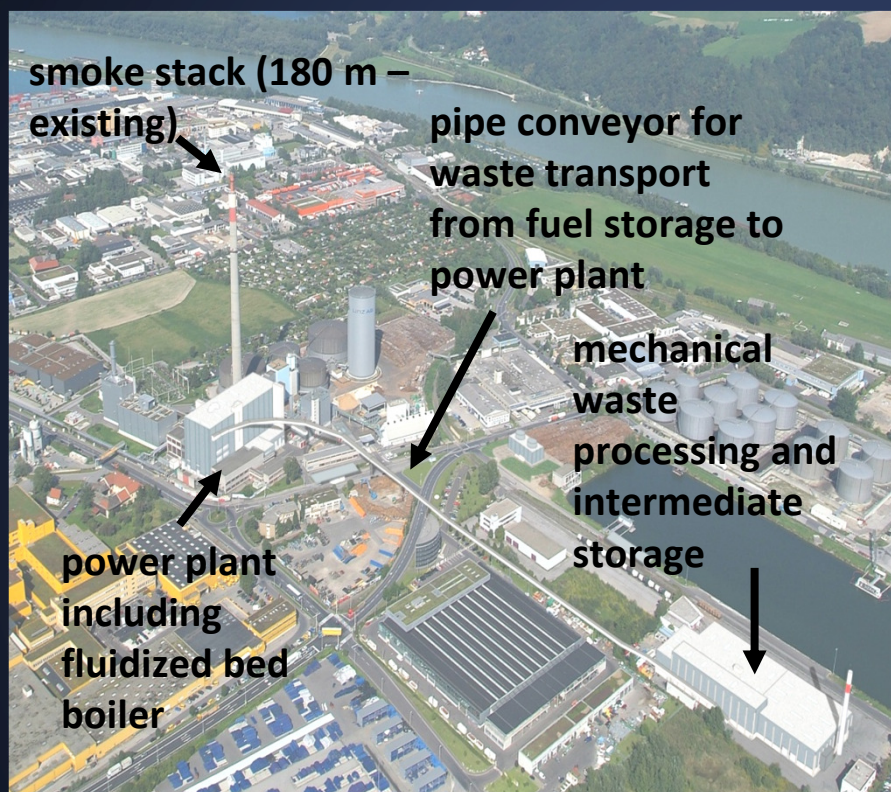 smoke stack (180 m –
existing)
pipe conveyor for
waste transport
from fuel storage to
power plant
mechanical
waste
processing and
intermediate
storage
power plant
including
fluidized bed
boiler